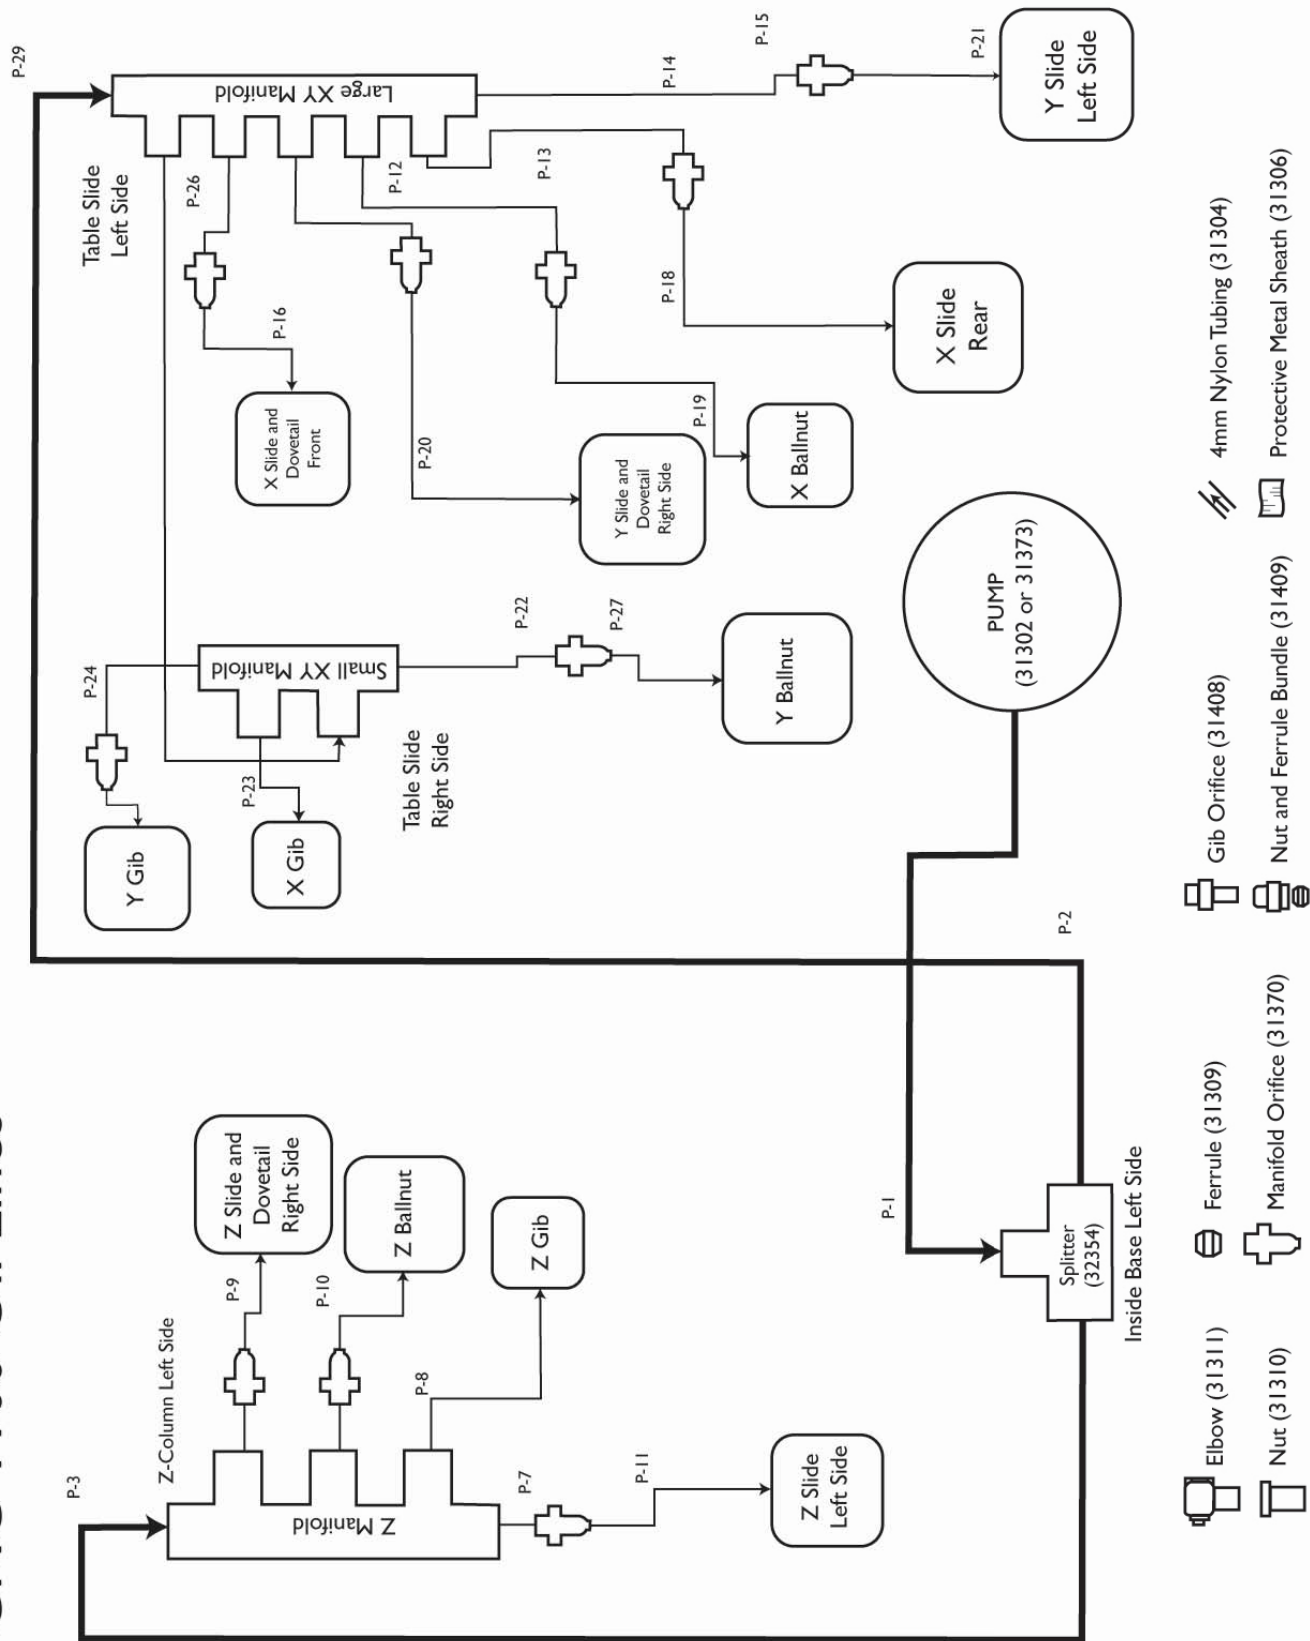 P-3
Z-Column Left Side
Z Manifold
P-9
Z Slide and
Dovetail
Right Side
P-10
Z Ballnut
P-8
Z Gib
P-7
P-11
Z Slide
Left Side
P-29
Table Slide
Left Side
Large XY Manifold
P-26
P-16
X Slide and
Dovetail
Front
P-12
P-20
Y Slide and
Dovetail
Right Side
P-13
P-19
X Ballnut
P-18
X Slide
Rear
P-14
P-15
P-21
Y Slide
Left Side
P-24
Y Gib
Small XY Manifold
P-23
X Gib
Table Slide
Right Side
P-22
P-27
Y Ballnut
PUMP
(31302 or 31373)
P-1
P-2
Splitter
(32354)
Inside Base Left Side
Elbow (31311)
Ferrule (31309)
Gib Orifice (31408)
4mm Nylon Tubing (31304)
Nut (31310)
Manifold Orifice (31370)
Nut and Ferrule Bundle (31409)
Protective Metal Sheath (31306)